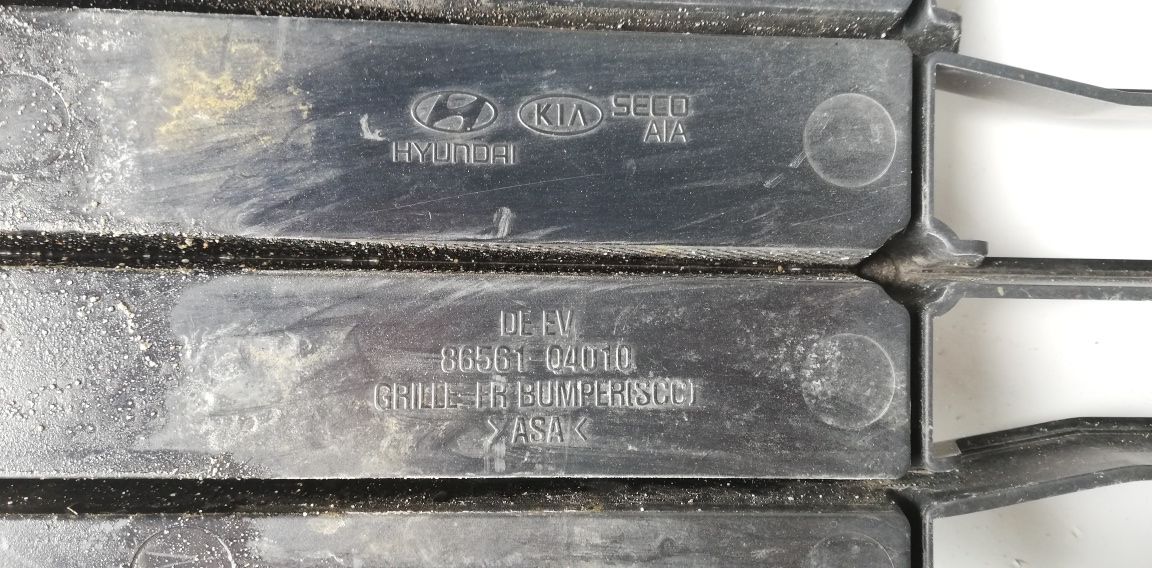 HYUNDAI
KIA
SECO
AIA
DE EV
86561-Q4010
GRILLE-FR BUMPER(SCC)
>ASA<